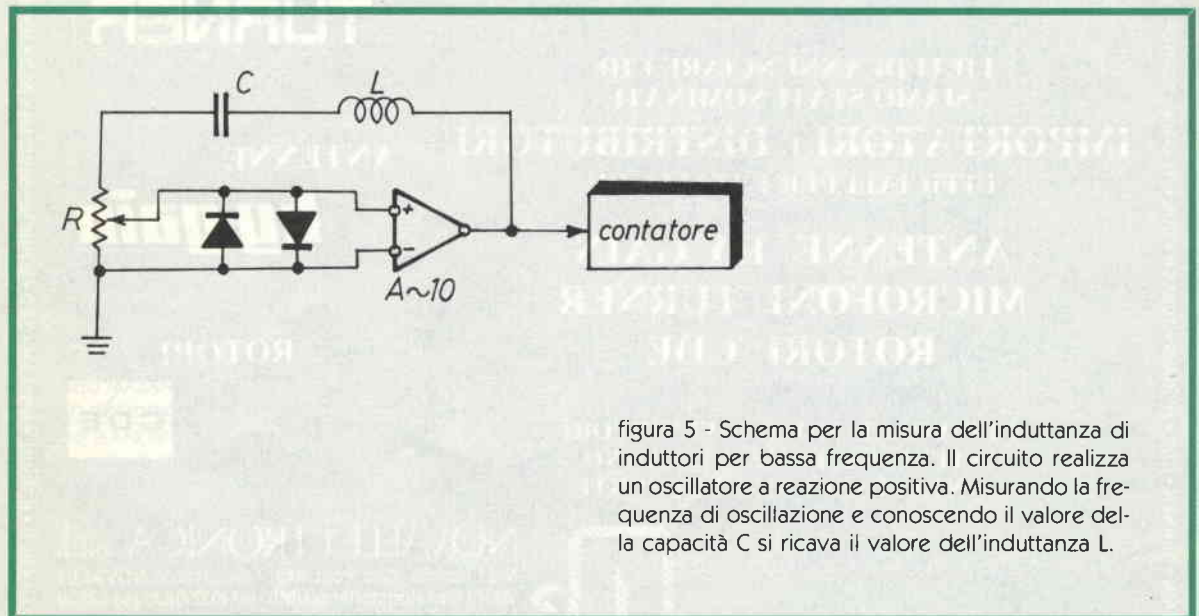 C
L
R
+
−
A~10
contatore
figura 5 - Schema per la misura dell'induttanza di
induttori per bassa frequenza. Il circuito realizza
un oscillatore a reazione positiva. Misurando la fre-
quenza di oscillazione e conoscendo il valore del-
la capacità C si ricava il valore dell'induttanza L.